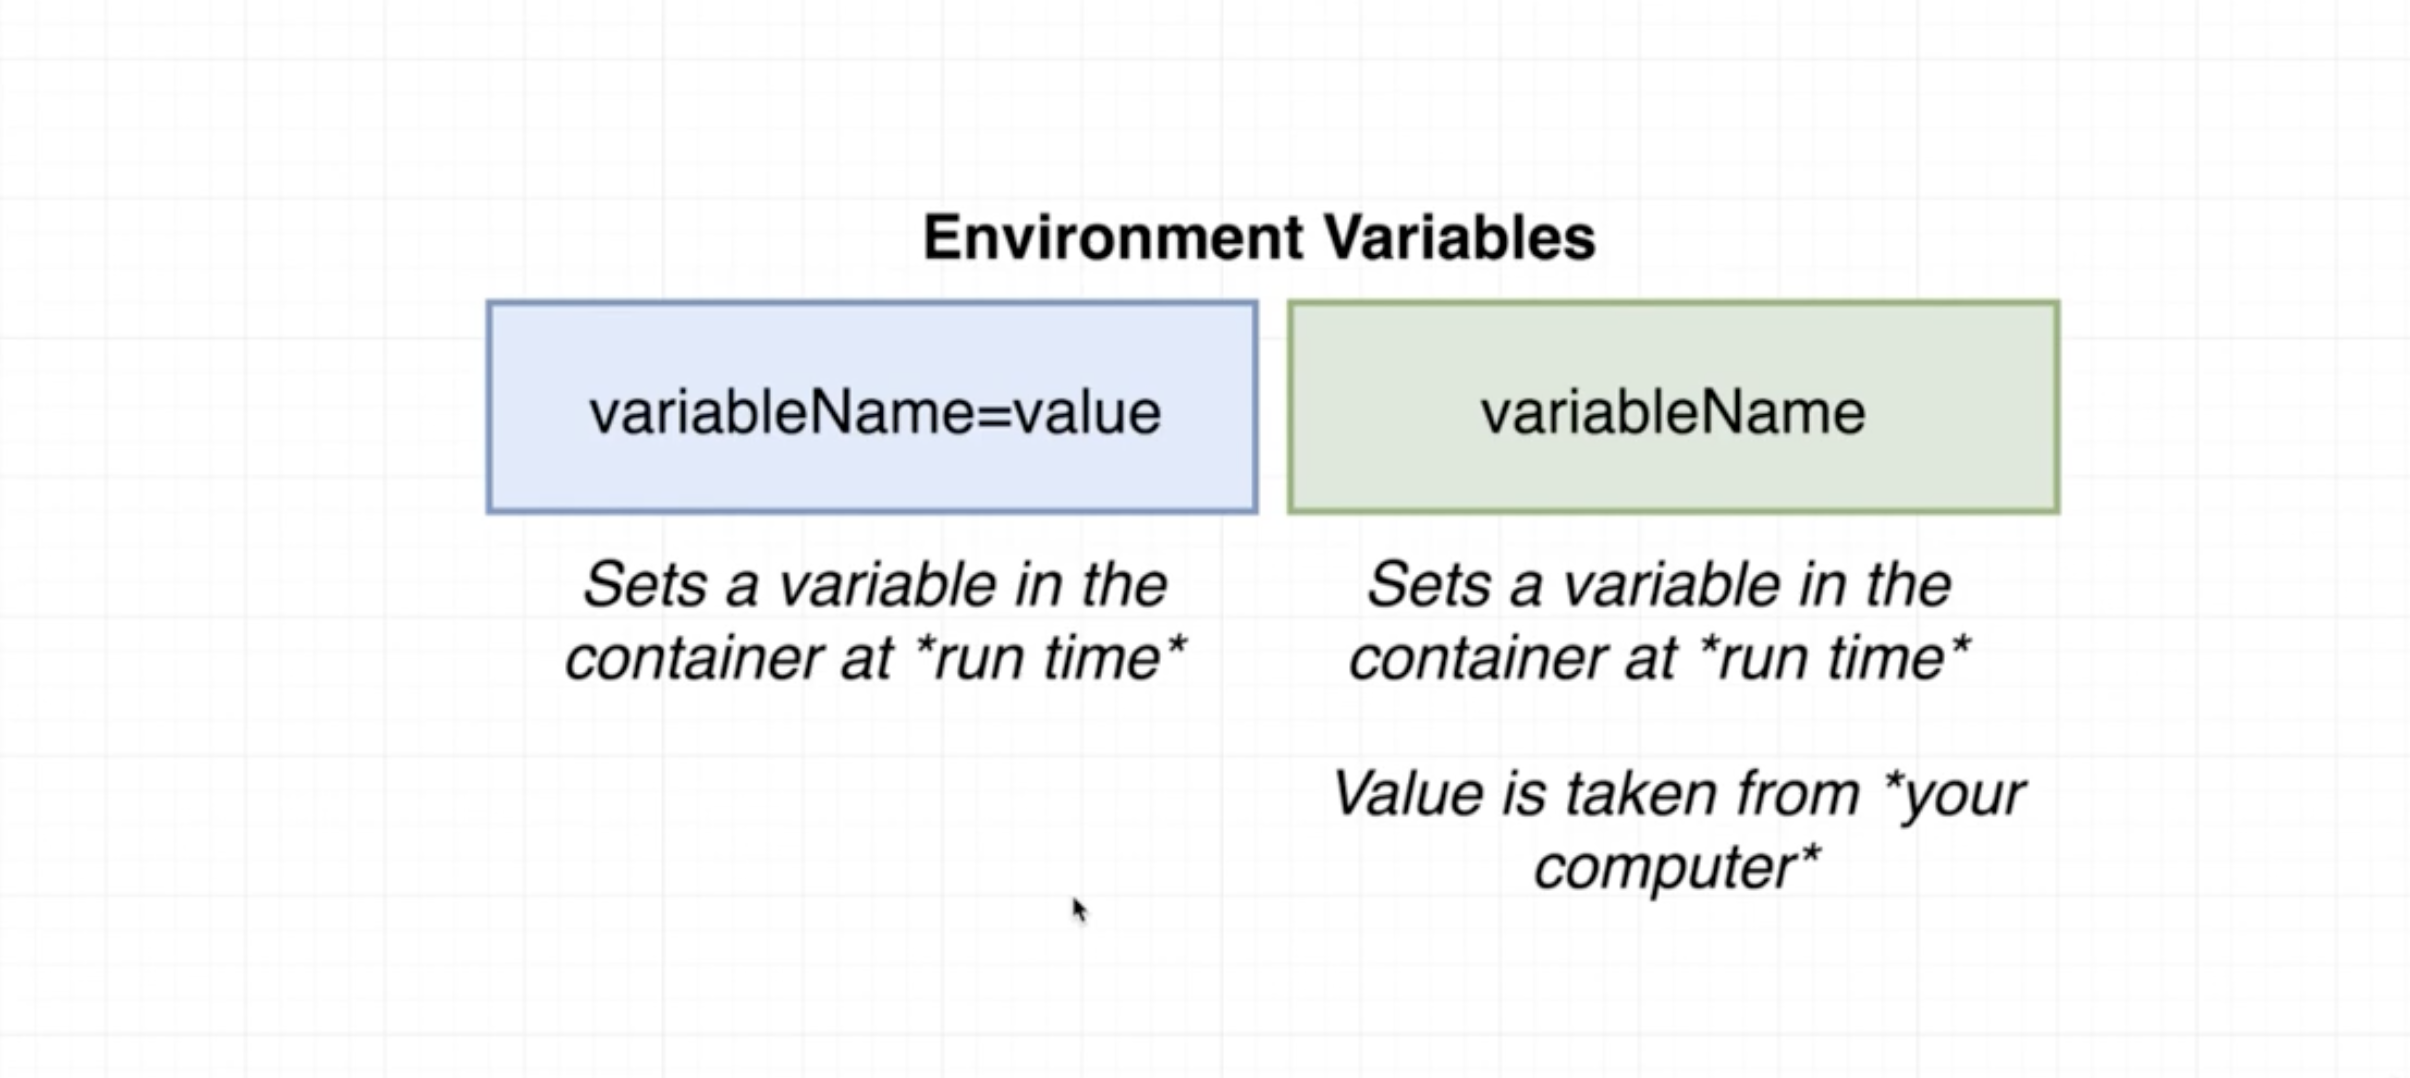 Environment Variables
variableName=value
variableName
Sets a variable in the
container at *run time*
Sets a variable in the
container at *run time*
Value is taken from *your
computer*